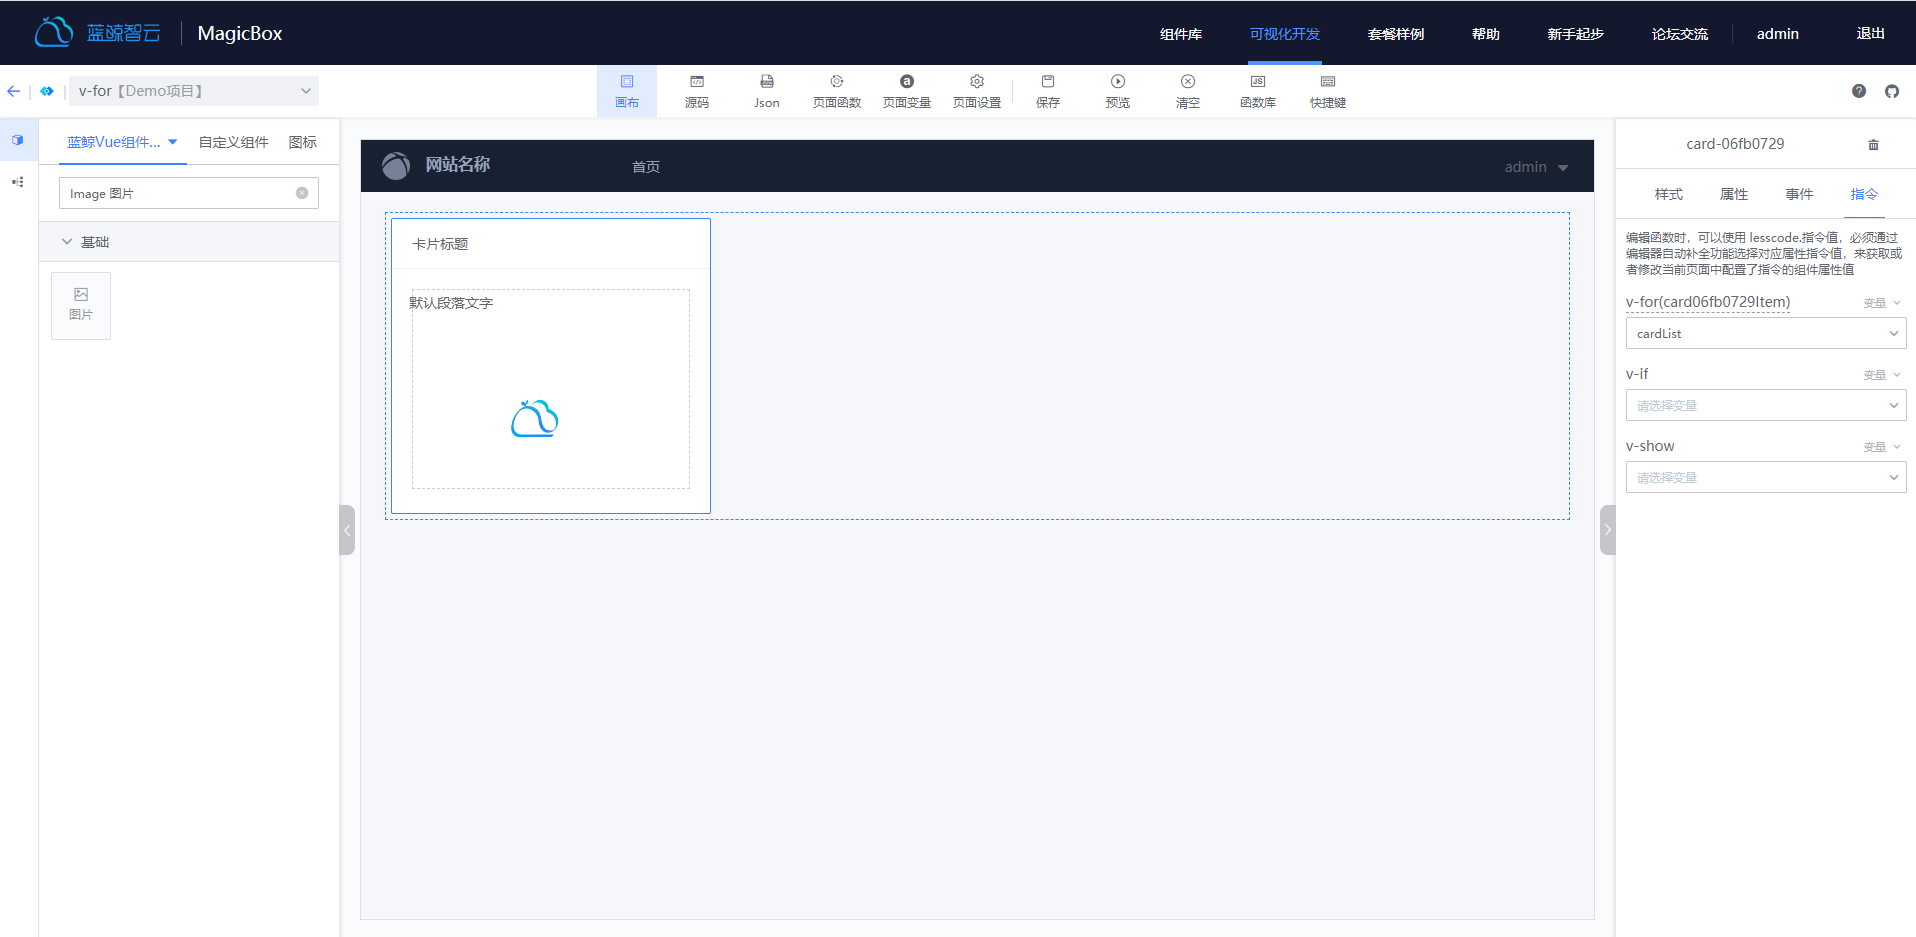 蓝鲸智云 MagicBox 组件库 可视化开发 套餐样例 帮助 新手起步 论坛交流 admin 退出
v-for【Demo项目】 画布 源码 Json 页面函数 页面变量 页面设置 保存 预览 清空 函数库 快捷键
蓝鲸Vue组件... 自定义组件 图标
Image 图片
基础
图片
网站名称 首页 admin
卡片标题
默认段落文字
card-06fb0729
样式 属性 事件 指令
编辑函数时，可以使用 lesscode.指令值，必须通过
编辑器自动补全功能选择对应属性指令值，来获取或
者修改当前页面中配置了指令的组件属性值
v-for(card06fb0729Item) 变量
cardList
v-if 变量
请选择变量
v-show 变量
请选择变量